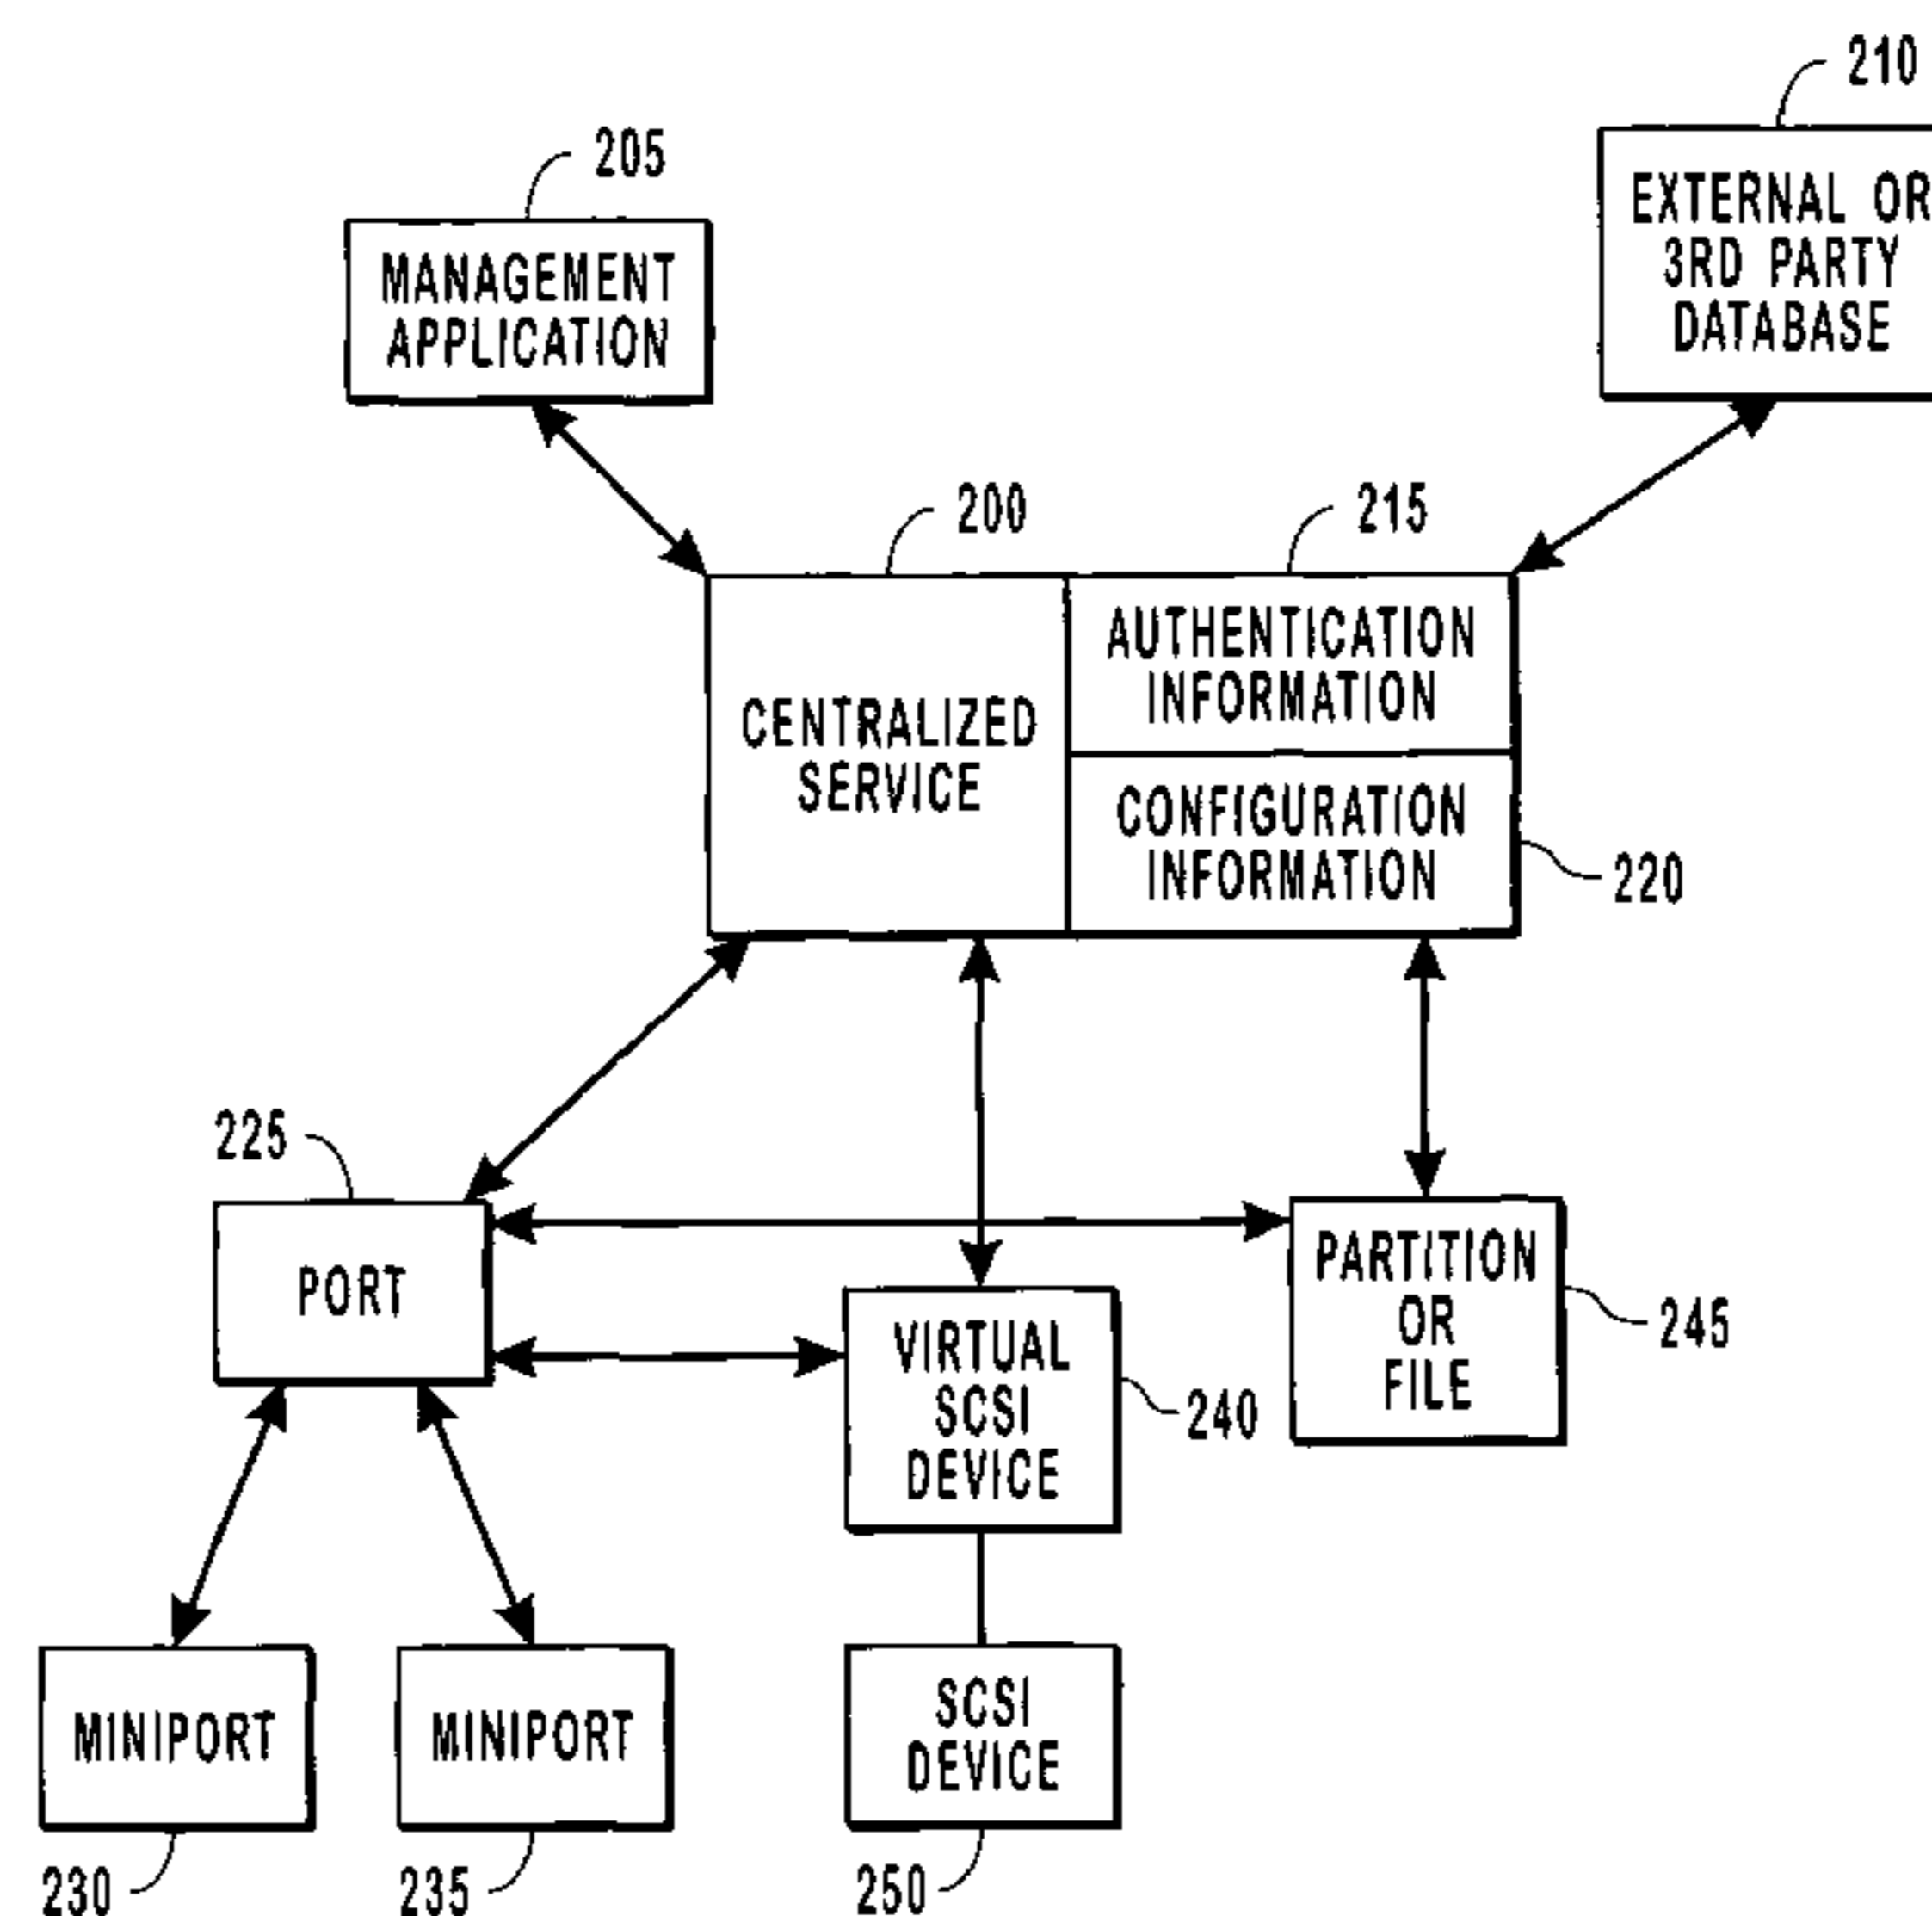 210
205
EXTERNAL OR
3RD PARTY
DATABASE
MANAGEMENT
APPLICATION
200
215
AUTHENTICATION
INFORMATION
CENTRALIZED
SERVICE
CONFIGURATION
INFORMATION
220
225
PORT
PARTITION
OR
FILE
245
VIRTUAL
SCSI
DEVICE
240
MINIPORT
MINIPORT
SCSI
DEVICE
230
235
250